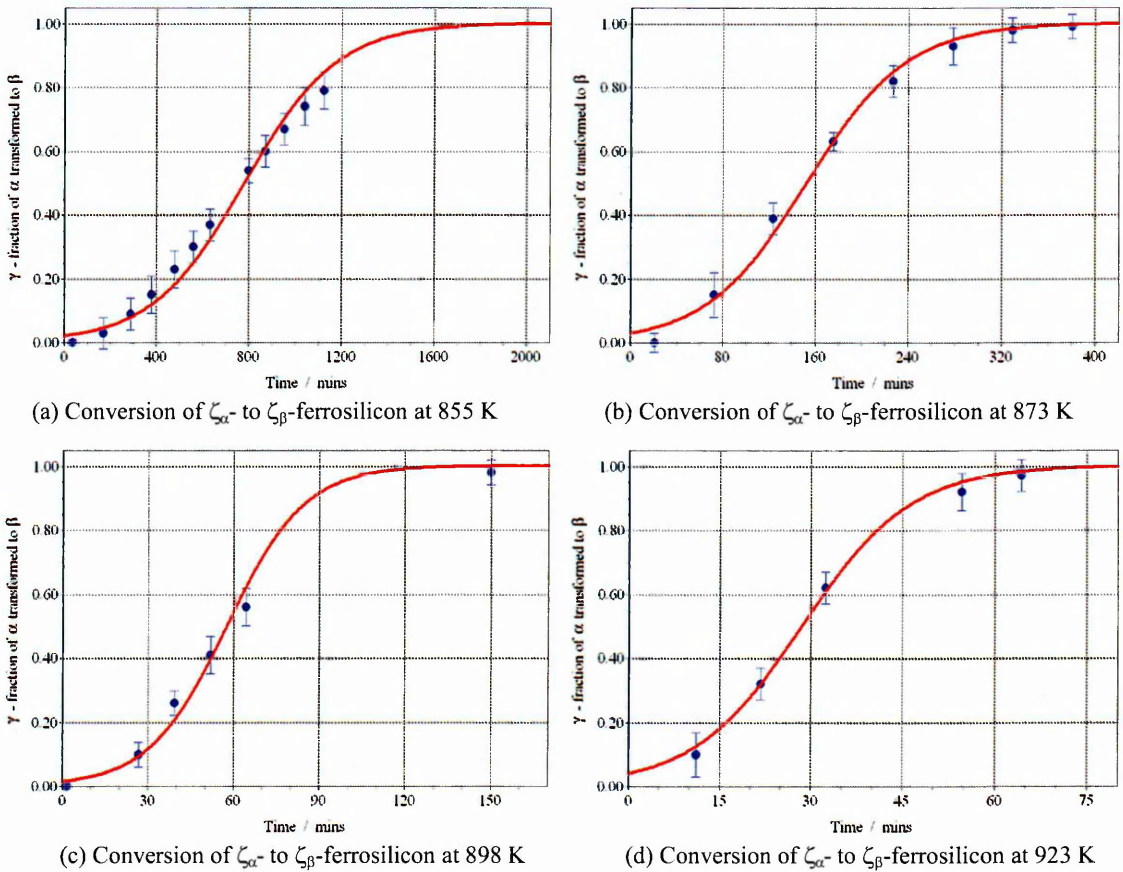 γ - fraction of α transformed to β
1.00
0.80
0.60
0.40
0.20
0.00
0 400 800 1200 1600 2000
Time / mins
(a) Conversion of ζα- to ζβ-ferrosilicon at 855 K
γ - fraction of α transformed to β
1.00
0.80
0.60
0.40
0.20
0.00
0 80 160 240 320 400
Time / mins
(b) Conversion of ζα- to ζβ-ferrosilicon at 873 K
γ - fraction of α transformed to β
1.00
0.80
0.60
0.40
0.20
0.00
0 30 60 90 120 150
Time / mins
(c) Conversion of ζα- to ζβ-ferrosilicon at 898 K
γ - fraction of α transformed to β
1.00
0.80
0.60
0.40
0.20
0.00
0 15 30 45 60 75
Time / mins
(d) Conversion of ζα- to ζβ-ferrosilicon at 923 K